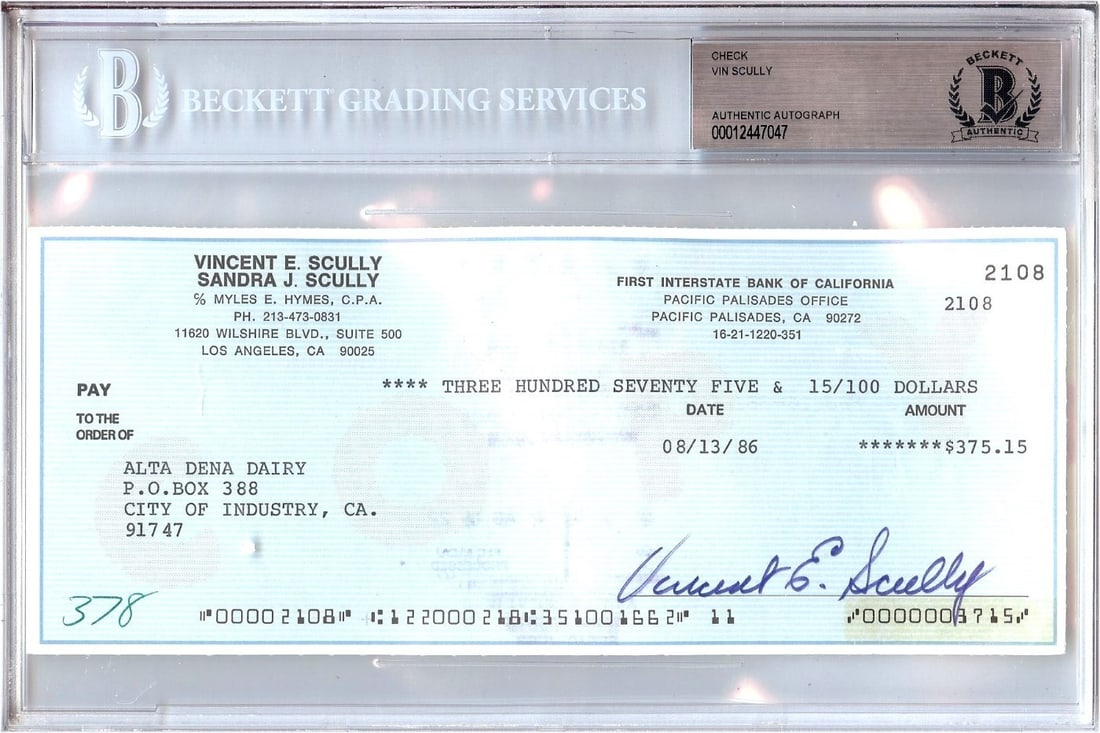 B BECKETT GRADING SERVICES
CHECK
VIN SCULLY
AUTHENTIC AUTOGRAPH
00012447047
BECKETT
B
AUTHENTIC
VINCENT E. SCULLY
SANDRA J. SCULLY
% MYLES E. HYMES, C.P.A.
PH. 213-473-0831
11620 WILSHIRE BLVD., SUITE 500
LOS ANGELES, CA 90025
FIRST INTERSTATE BANK OF CALIFORNIA
PACIFIC PALISADES OFFICE
PACIFIC PALISADES, CA 90272
16-21-1220-351
2108
2108
PAY
**** THREE HUNDRED SEVENTY FIVE & 15/100 DOLLARS
TO THE
ORDER OF
DATE
AMOUNT
08/13/86
*******$375.15
ALTA DENA DAIRY
P.O.BOX 388
CITY OF INDUSTRY, CA.
91747
Vincent E. Scully
378
⑈00002108⑈ ⑆122000218⑆351001662⑈ 11